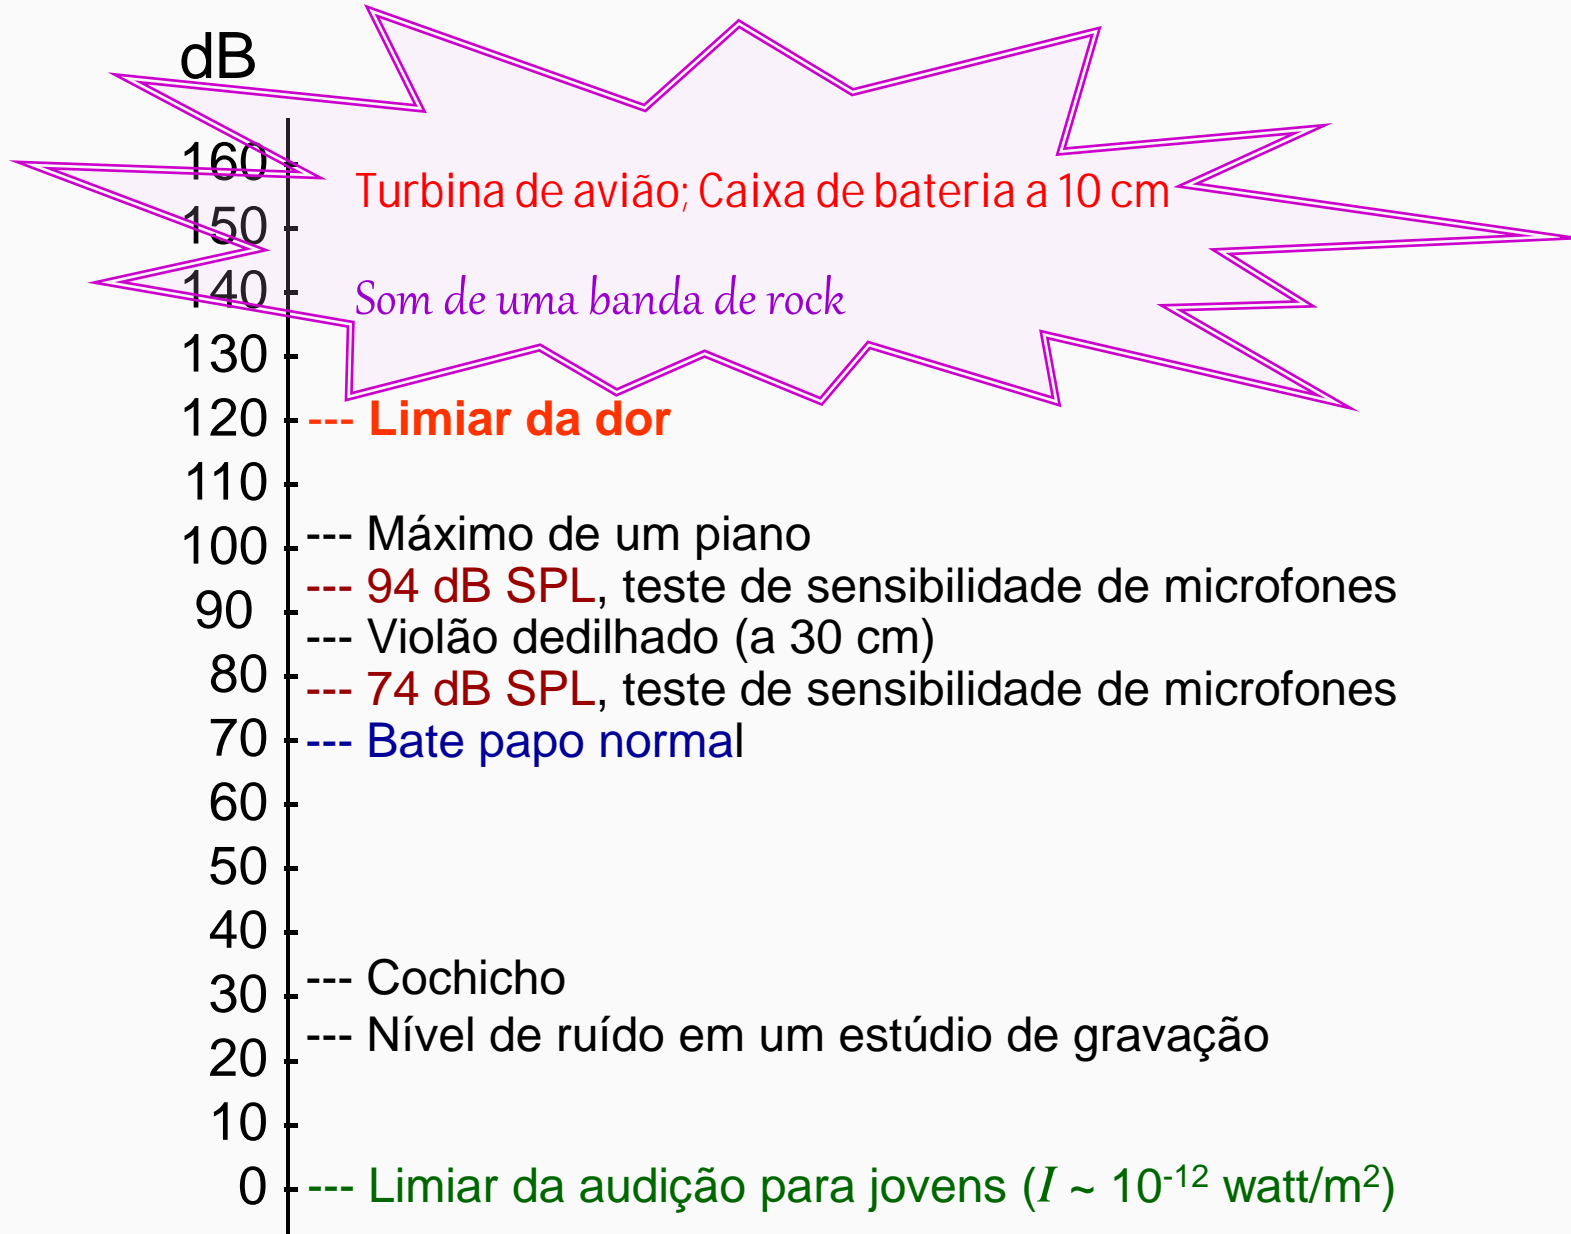 dB
160
Turbina de avião; Caixa de bateria a 10 cm
150
140
Som de uma banda de rock
130
120 --- Limiar da dor
110
100 --- Máximo de um piano
--- 94 dB SPL, teste de sensibilidade de microfones
90
--- Violão dedilhado (a 30 cm)
80
--- 74 dB SPL, teste de sensibilidade de microfones
70 --- Bate papo normal
60
50
40
--- Cochicho
30
--- Nível de ruído em um estúdio de gravação
20
10
0 --- Limiar da audição para jovens (I ~ 10⁻¹² watt/m²)